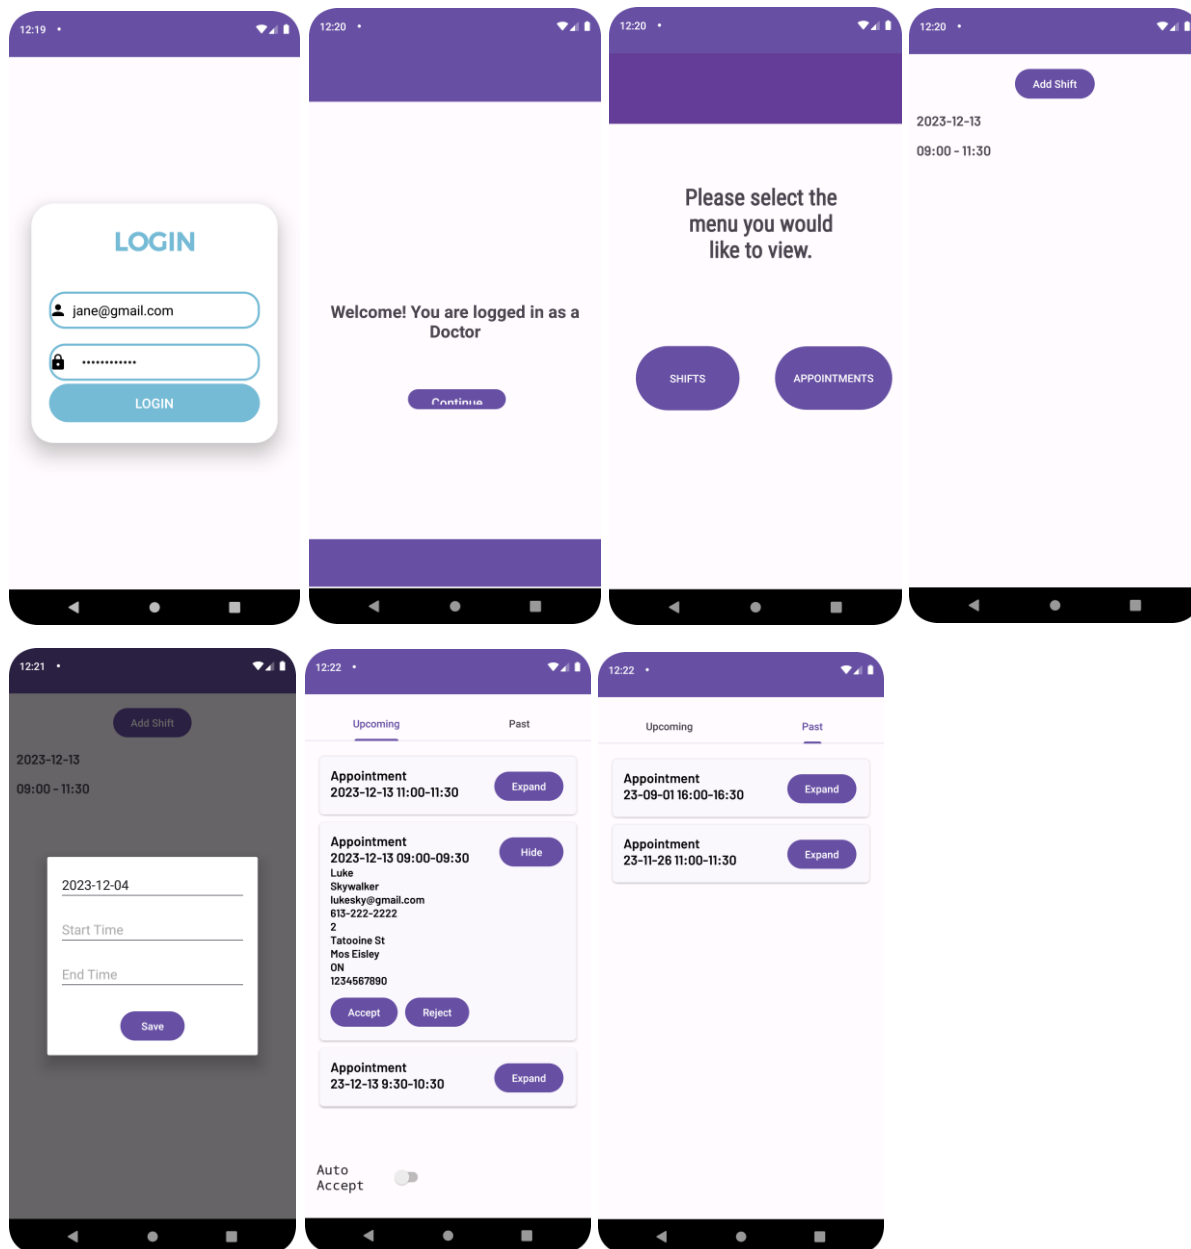 12:19
LOGIN
jane@gmail.com
LOGIN
12:20
Welcome! You are logged in as a
Doctor
Continue
12:20
Please select the
menu you would
like to view.
SHIFTS
APPOINTMENTS
12:20
Add Shift
2023-12-13
09:00 - 11:30
12:21
Add Shift
2023-12-13
09:00 - 11:30
2023-12-04
Start Time
End Time
Save
12:22
Upcoming
Past
Appointment
2023-12-13 11:00-11:30
Expand
Appointment
2023-12-13 09:00-09:30
Hide
Luke
Skywalker
lukesky@gmail.com
613-222-2222
2
Tatooine St
Mos Eisley
ON
1234567890
Accept
Reject
Appointment
23-12-13 9:30-10:30
Expand
Auto
Accept
12:22
Upcoming
Past
Appointment
23-09-01 16:00-16:30
Expand
Appointment
23-11-26 11:00-11:30
Expand